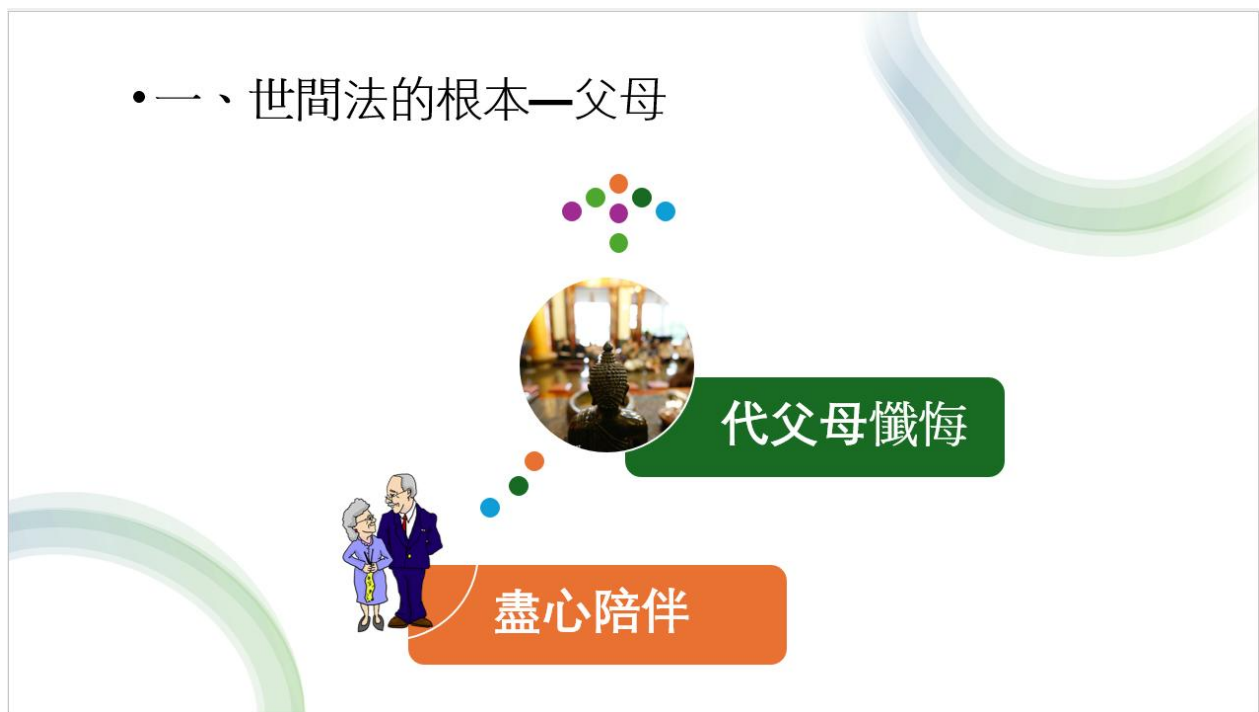 •一、世間法的根本—父母
代父母懺悔
盡心陪伴